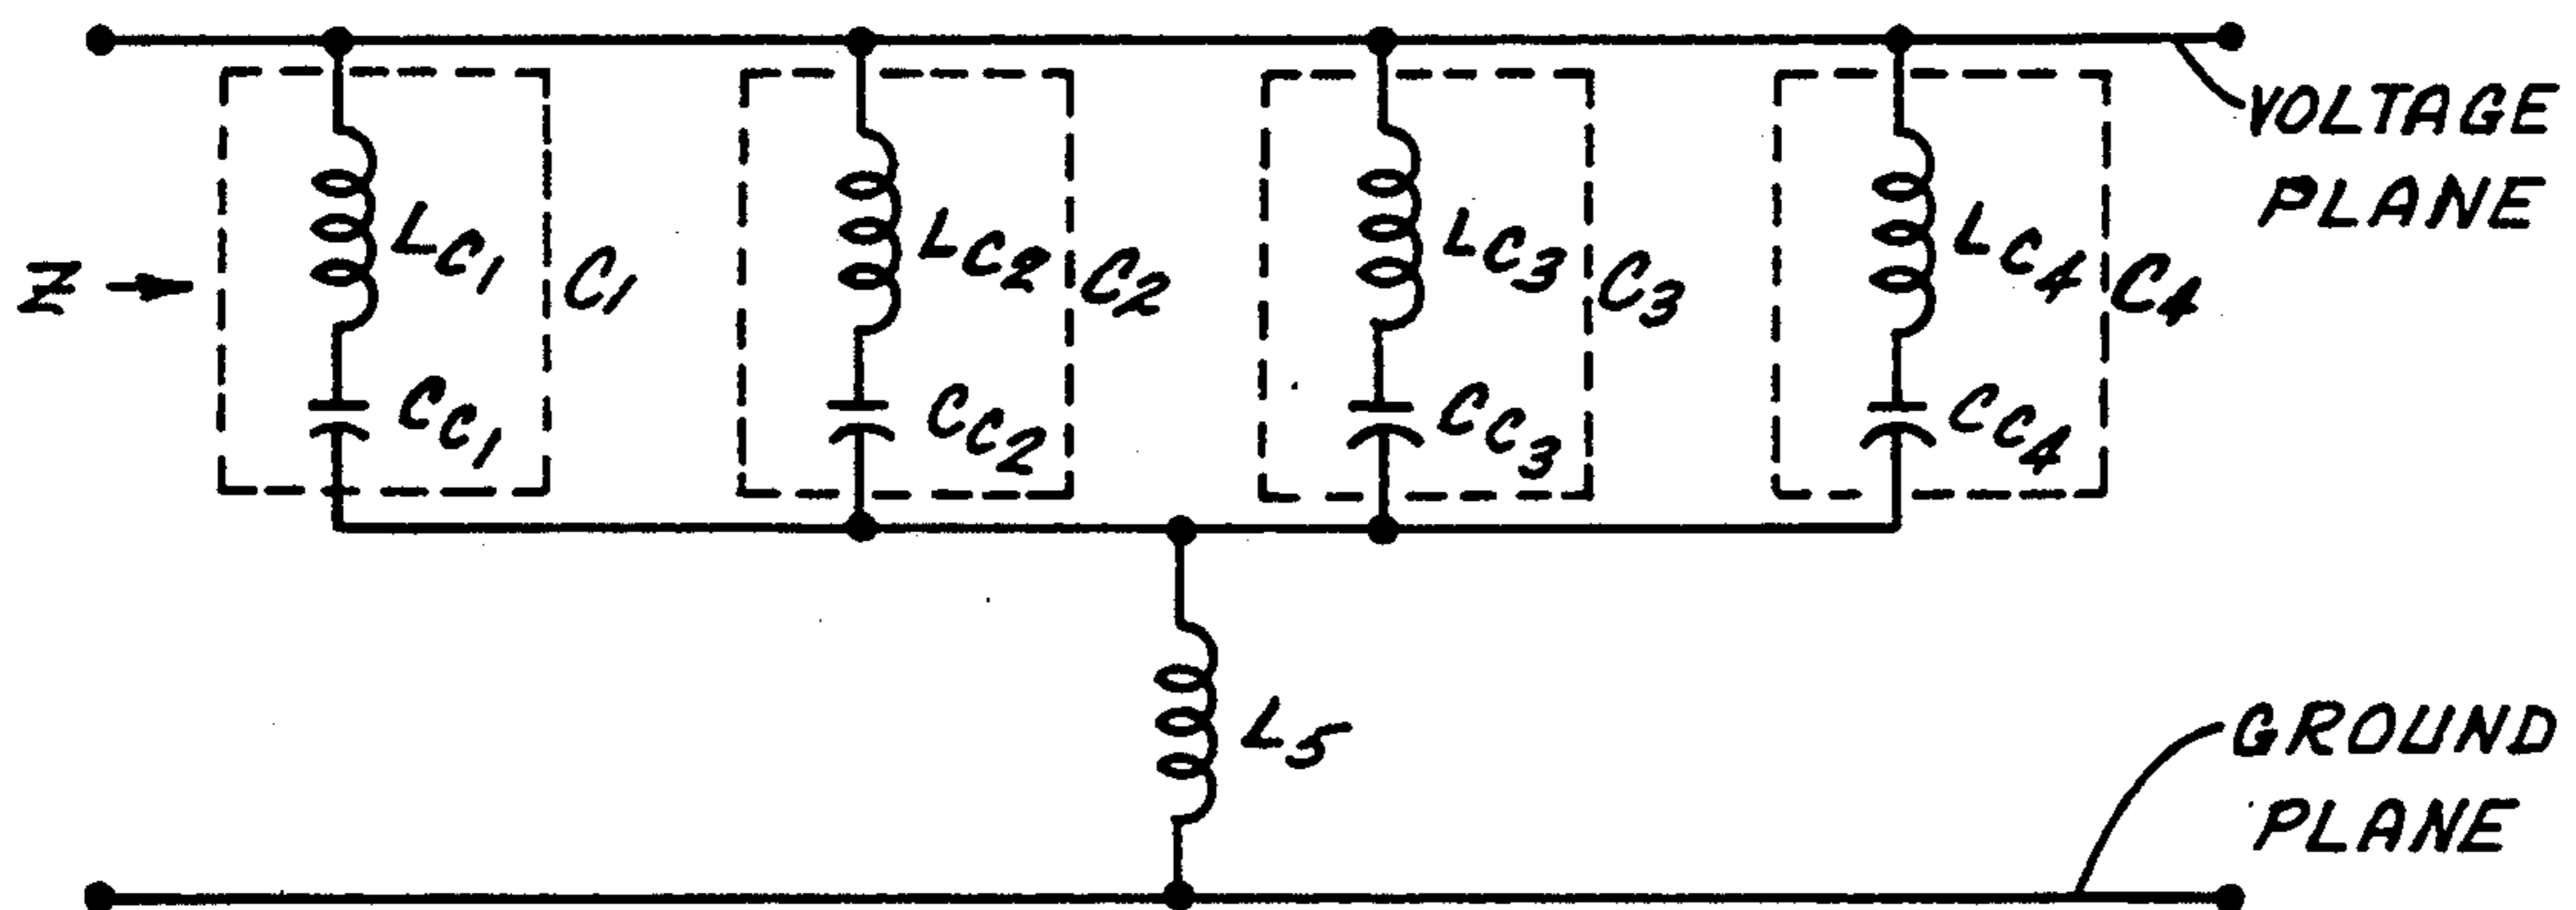 VOLTAGE
PLANE
Z
LC1
C1
LC2
C2
LC3
C3
LC4
C4
CC1
CC2
CC3
CC4
L5
GROUND
PLANE